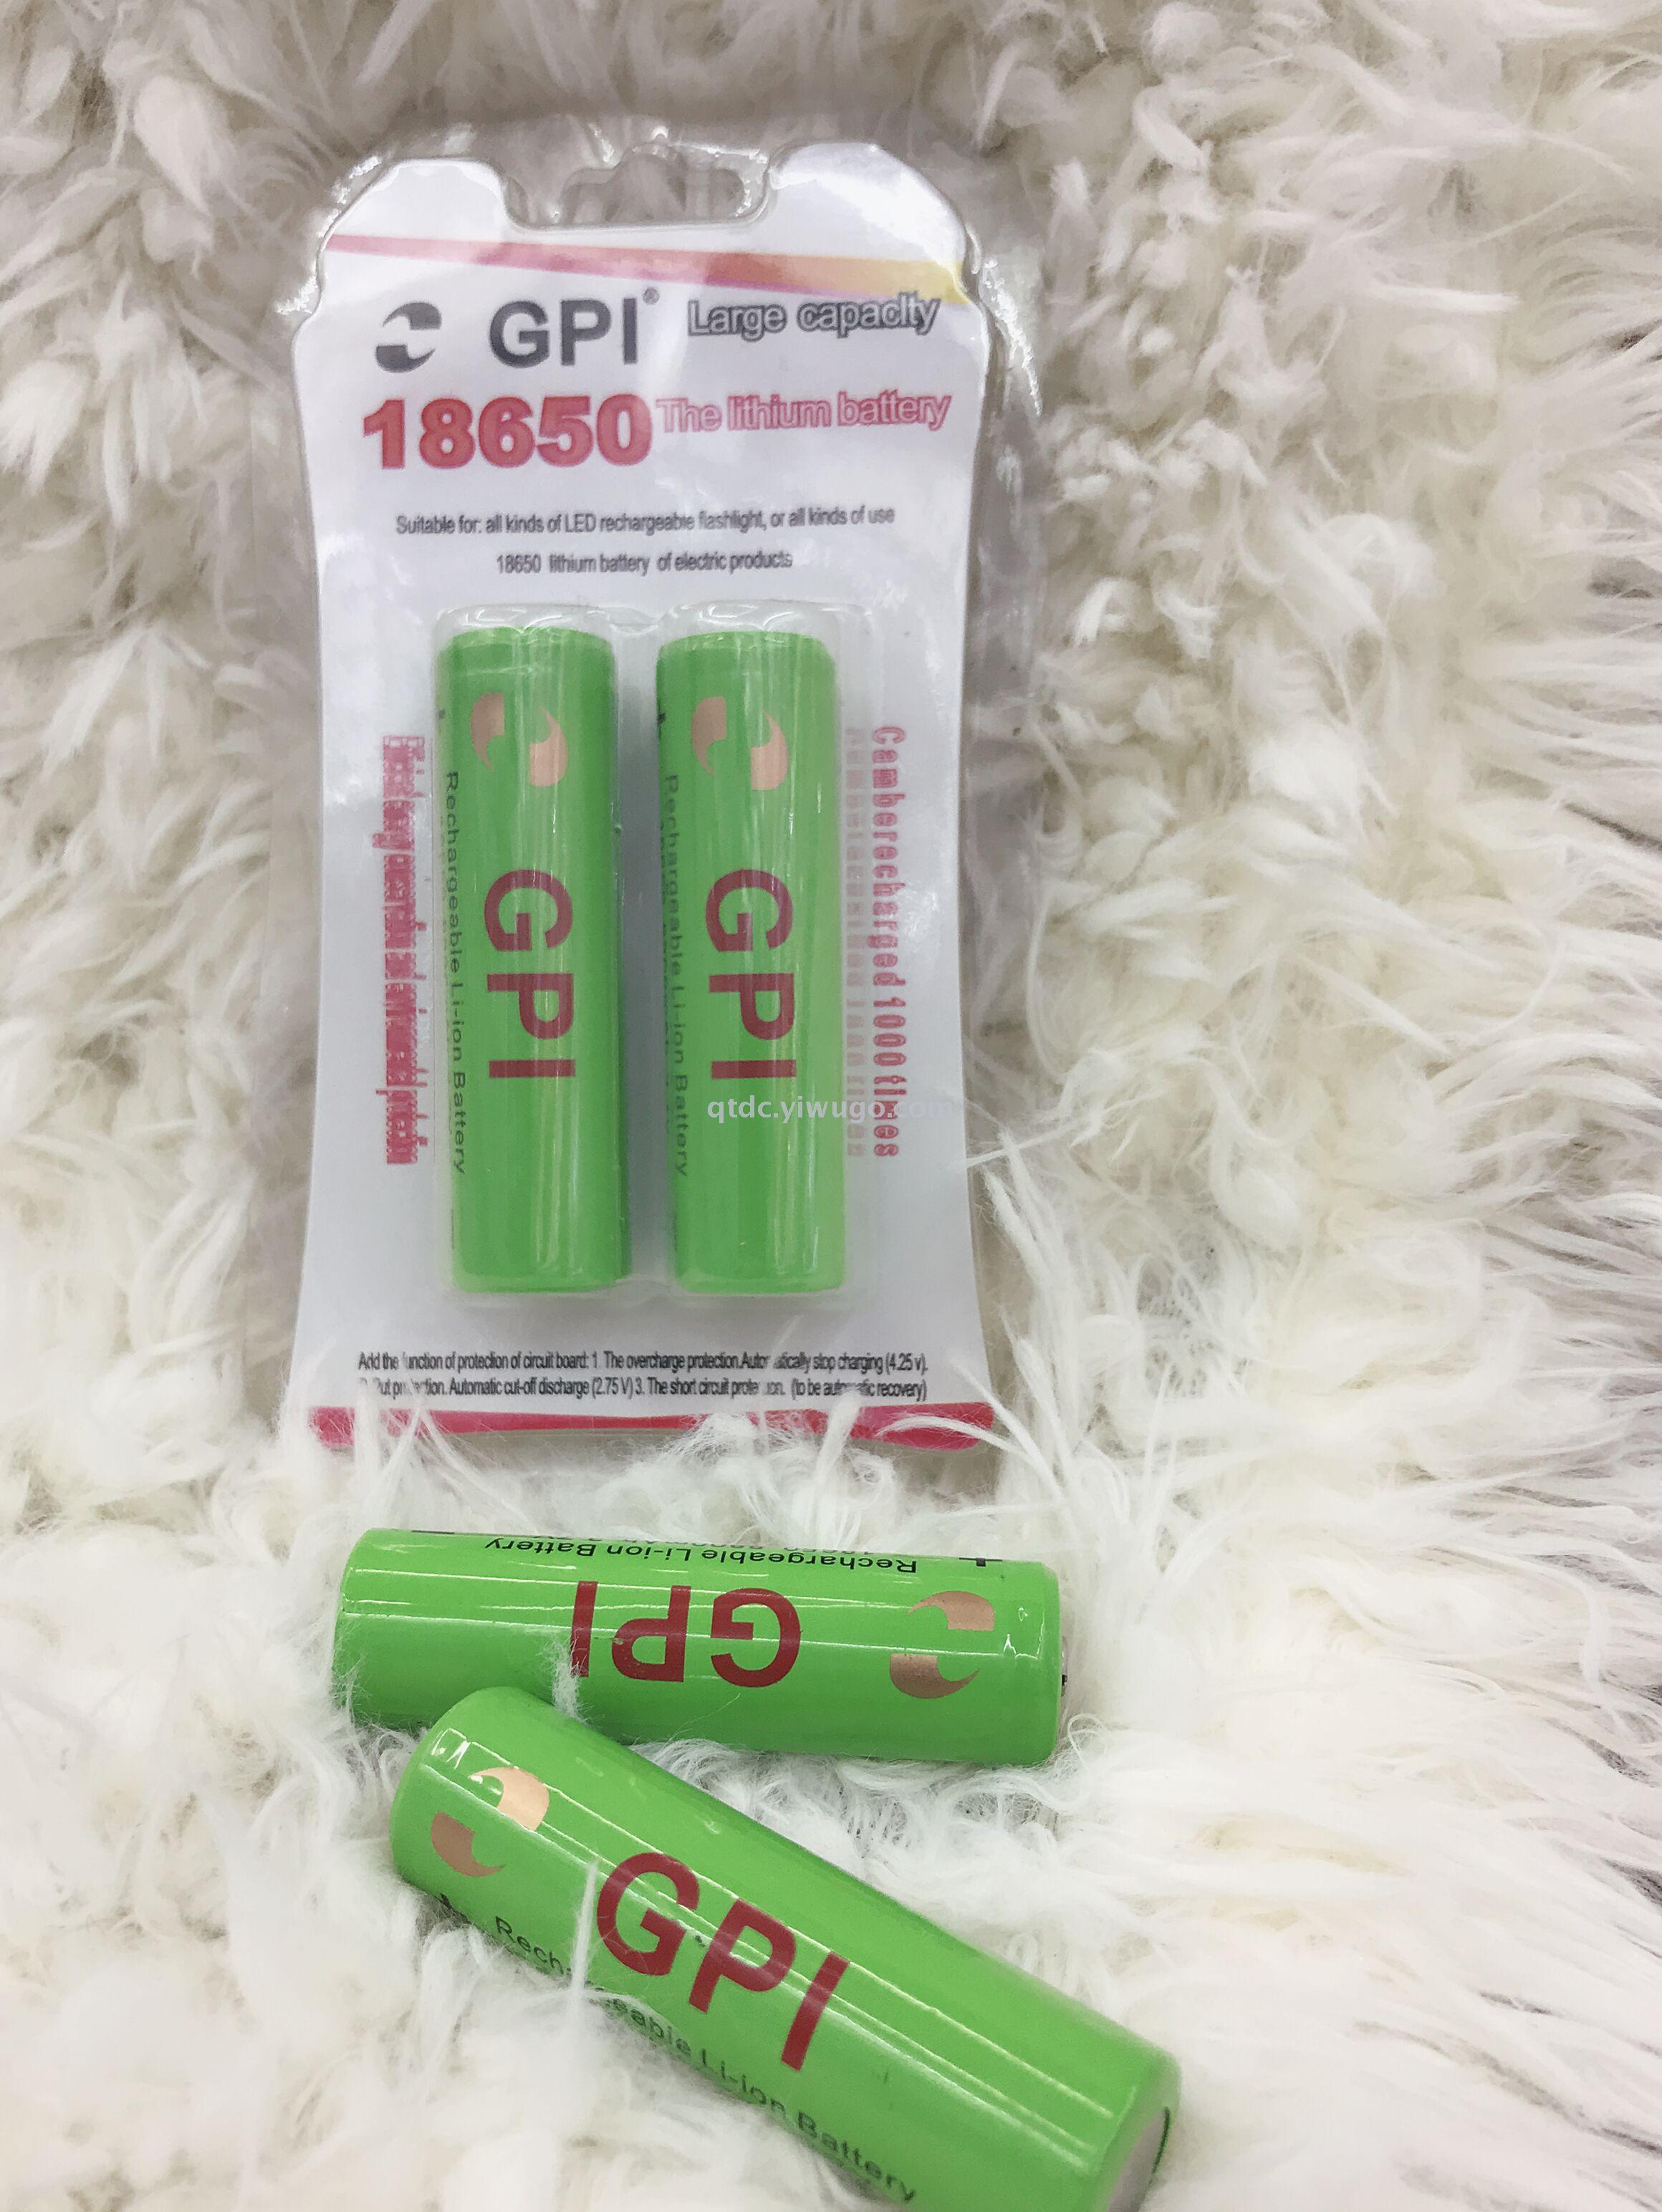 GPI® Large capacity
18650 The lithium battery
Suitable for: all kinds of LED rechargeable flashlight, or all kinds of use
18650 lithium battery of electric products
GPI
Rechargeable Li-ion Battery
GPI
Rechargeable Li-ion Battery
Camberecharged 1000 times
qtdc.yiwugo.com
Add the function of protection of circuit board: 1. The overcharge protection. Automatically stop charging (4.25 v).
protection. Automatic cut-off discharge (2.75 V) 3. The short circuit protection. (to be automatic recovery)
Rechargeable Li-ion Battery
GPI
GPI
Rechargeable Li-ion Battery